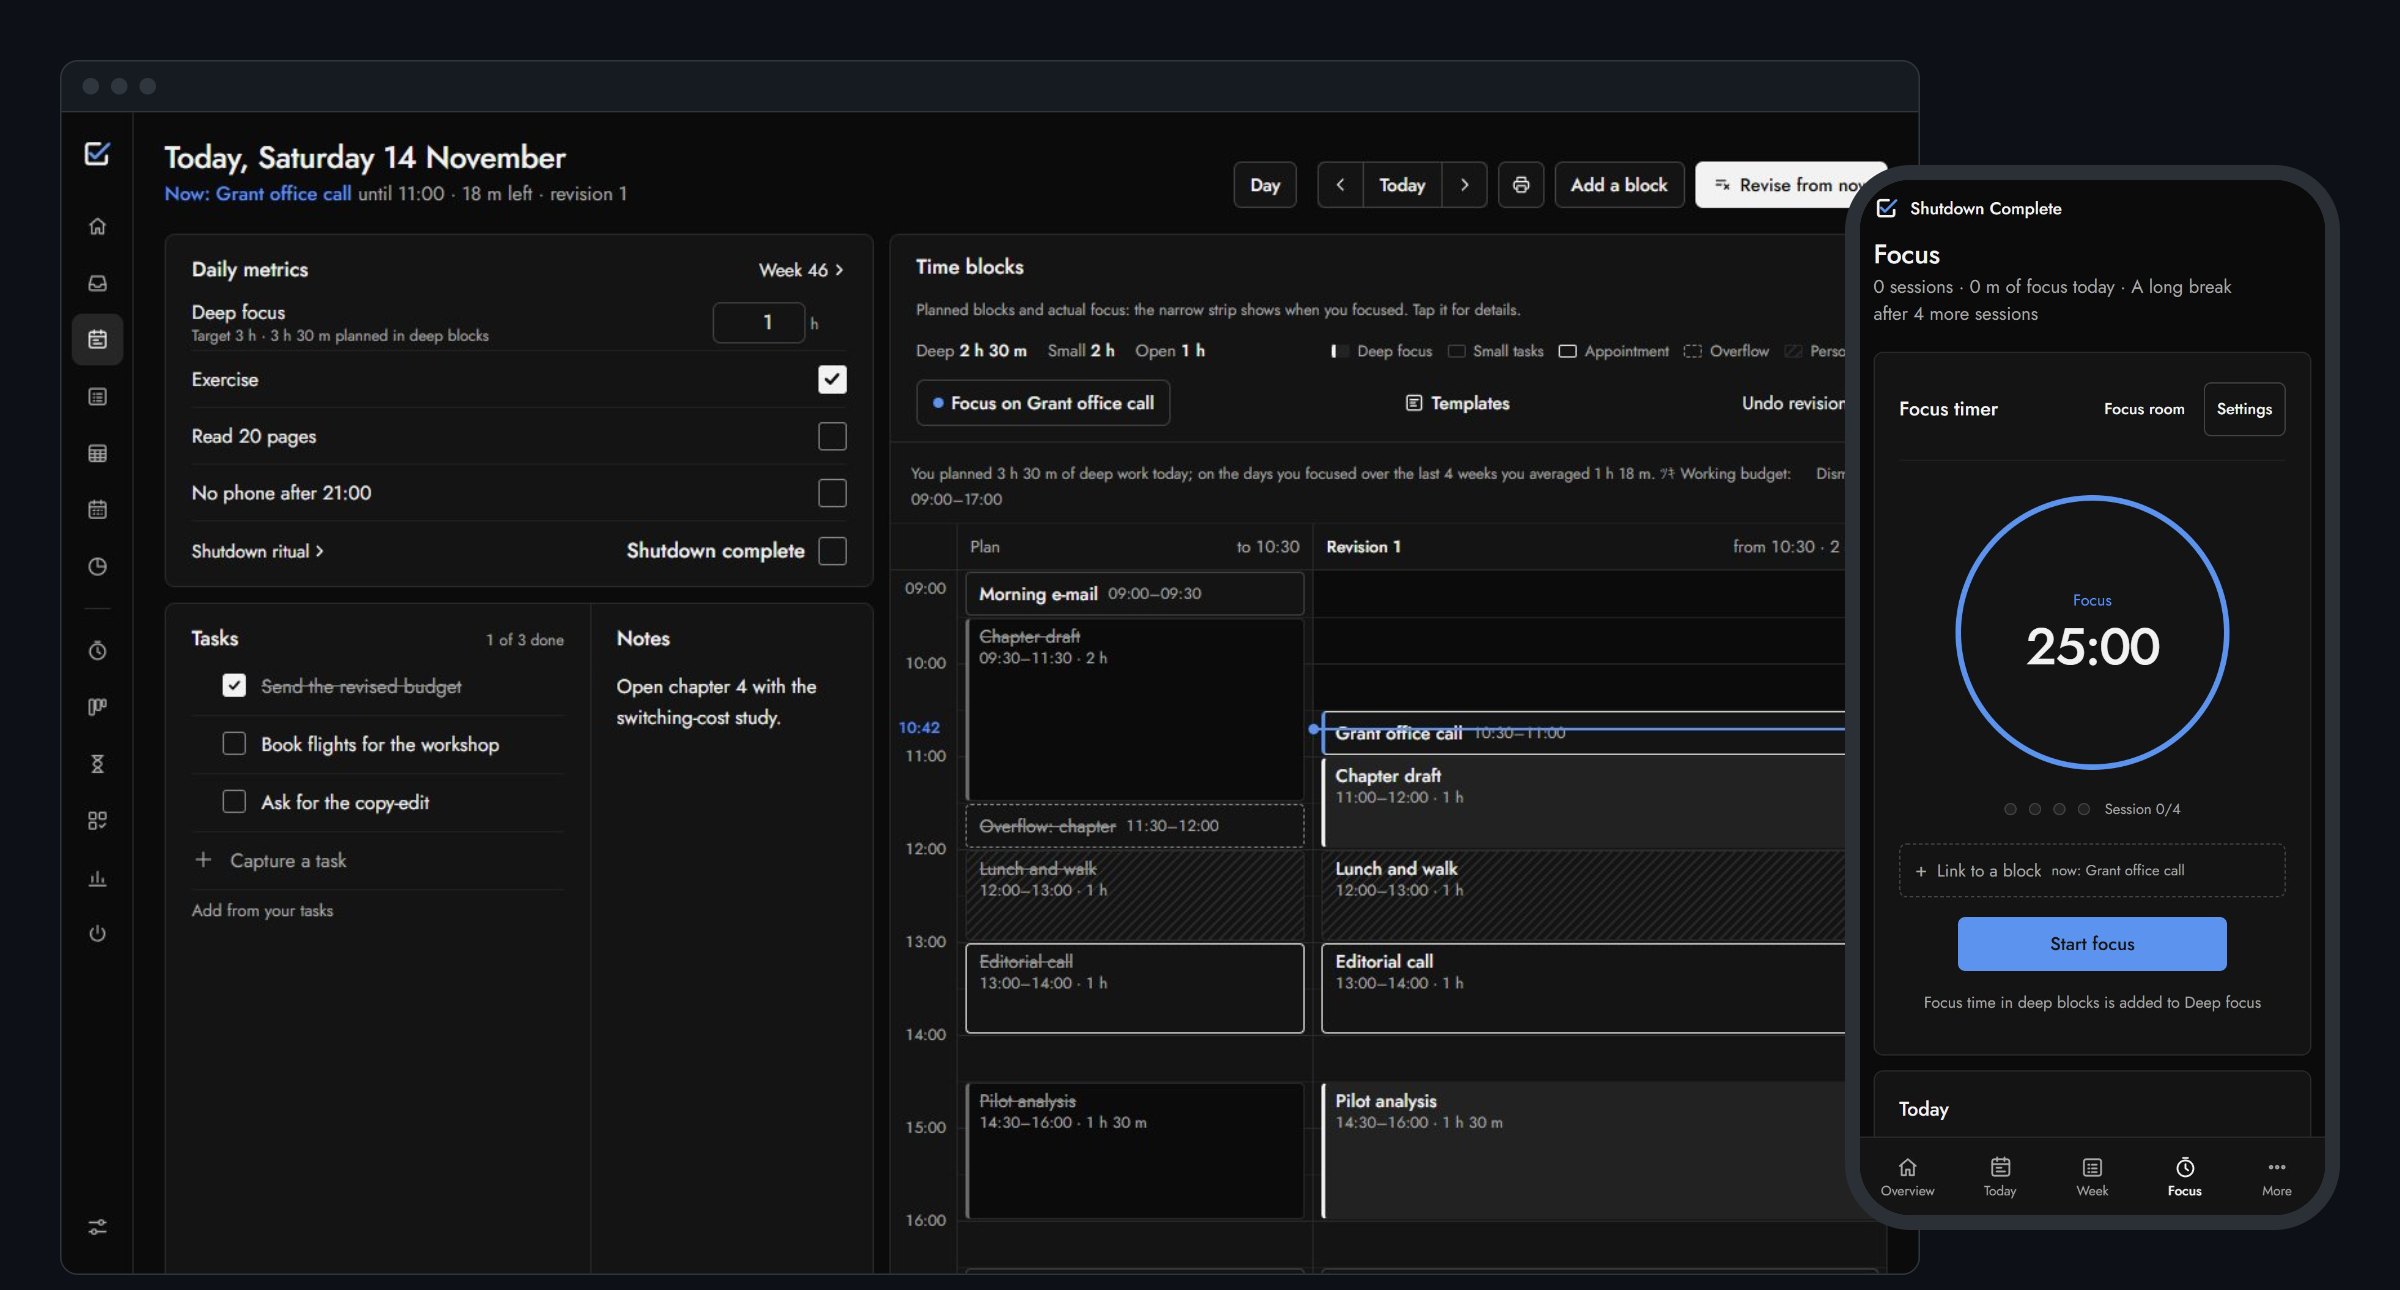 Today, Saturday 14 November
Now: Grant office call until 11:00 · 18 m left · revision 1
Day
Today
Add a block
Revise from now
Daily metrics
Week 46
Deep focus
Target 3 h · 3 h 30 m planned in deep blocks
1 h
Exercise
Read 20 pages
No phone after 21:00
Shutdown ritual
Shutdown complete
Tasks
1 of 3 done
Send the revised budget
Book flights for the workshop
Ask for the copy-edit
+ Capture a task
Add from your tasks
Notes
Open chapter 4 with the
switching-cost study.
Time blocks
Planned blocks and actual focus: the narrow strip shows when you focused. Tap it for details.
Deep 2 h 30 m Small 2 h Open 1 h
Deep focus Small tasks Appointment Overflow Perso
Focus on Grant office call
Templates
Undo revision
You planned 3 h 30 m of deep work today; on the days you focused over the last 4 weeks you averaged 1 h 18 m. Working budget:
09:00–17:00
Dism
Plan to 10:30
Revision 1 from 10:30 · 2
09:00
10:00
10:42
11:00
12:00
13:00
14:00
15:00
16:00
Morning e-mail 09:00–09:30
Chapter draft
09:30–11:30 · 2 h
Overflow: chapter 11:30–12:00
Lunch and walk
12:00–13:00 · 1 h
Editorial call
13:00–14:00 · 1 h
Pilot analysis
14:30–16:00 · 1 h 30 m
Grant office call 10:30–11:00
Chapter draft
11:00–12:00 · 1 h
Lunch and walk
12:00–13:00 · 1 h
Editorial call
13:00–14:00 · 1 h
Pilot analysis
14:30–16:00 · 1 h 30 m
Shutdown Complete
Focus
0 sessions · 0 m of focus today · A long break
after 4 more sessions
Focus timer
Focus room
Settings
Focus
25:00
Session 0/4
+ Link to a block now: Grant office call
Start focus
Focus time in deep blocks is added to Deep focus
Today
Overview
Today
Week
Focus
More